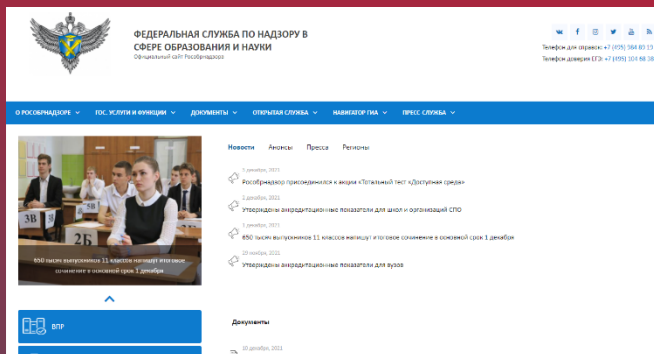 ФЕДЕРАЛЬНАЯ СЛУЖБА ПО НАДЗОРУ В
СФЕРЕ ОБРАЗОВАНИЯ И НАУКИ
Официальный сайт Рособрнадзора
Телефон для справок: +7 (495) 984 89 19
Телефон доверия ЕГЭ: +7 (495) 104 68 38
О РОСОБРНАДЗОРЕ
ГОС. УСЛУГИ И ФУНКЦИИ
ДОКУМЕНТЫ
ОТКРЫТАЯ СЛУЖБА
НАВИГАТОР ГИА
ПРЕСС СЛУЖБА
3В
2Б
3
650 тысяч выпускников 11 классов напишут итоговое
сочинение в основной срок 1 декабря
ВПР
Новости Анонсы Пресса Регионы
1 декабря, 2021
Рособрнадзор присоединился к акции «Тотальный тест «Доступная среда»
1 декабря, 2021
Утверждены аккредитационные показатели для школ и организаций СПО
1 декабря, 2021
650 тысяч выпускников 11 классов напишут итоговое сочинение в основной срок 1 декабря
29 ноября, 2021
Утверждены аккредитационные показатели для вузов
Документы
10 декабря, 2021